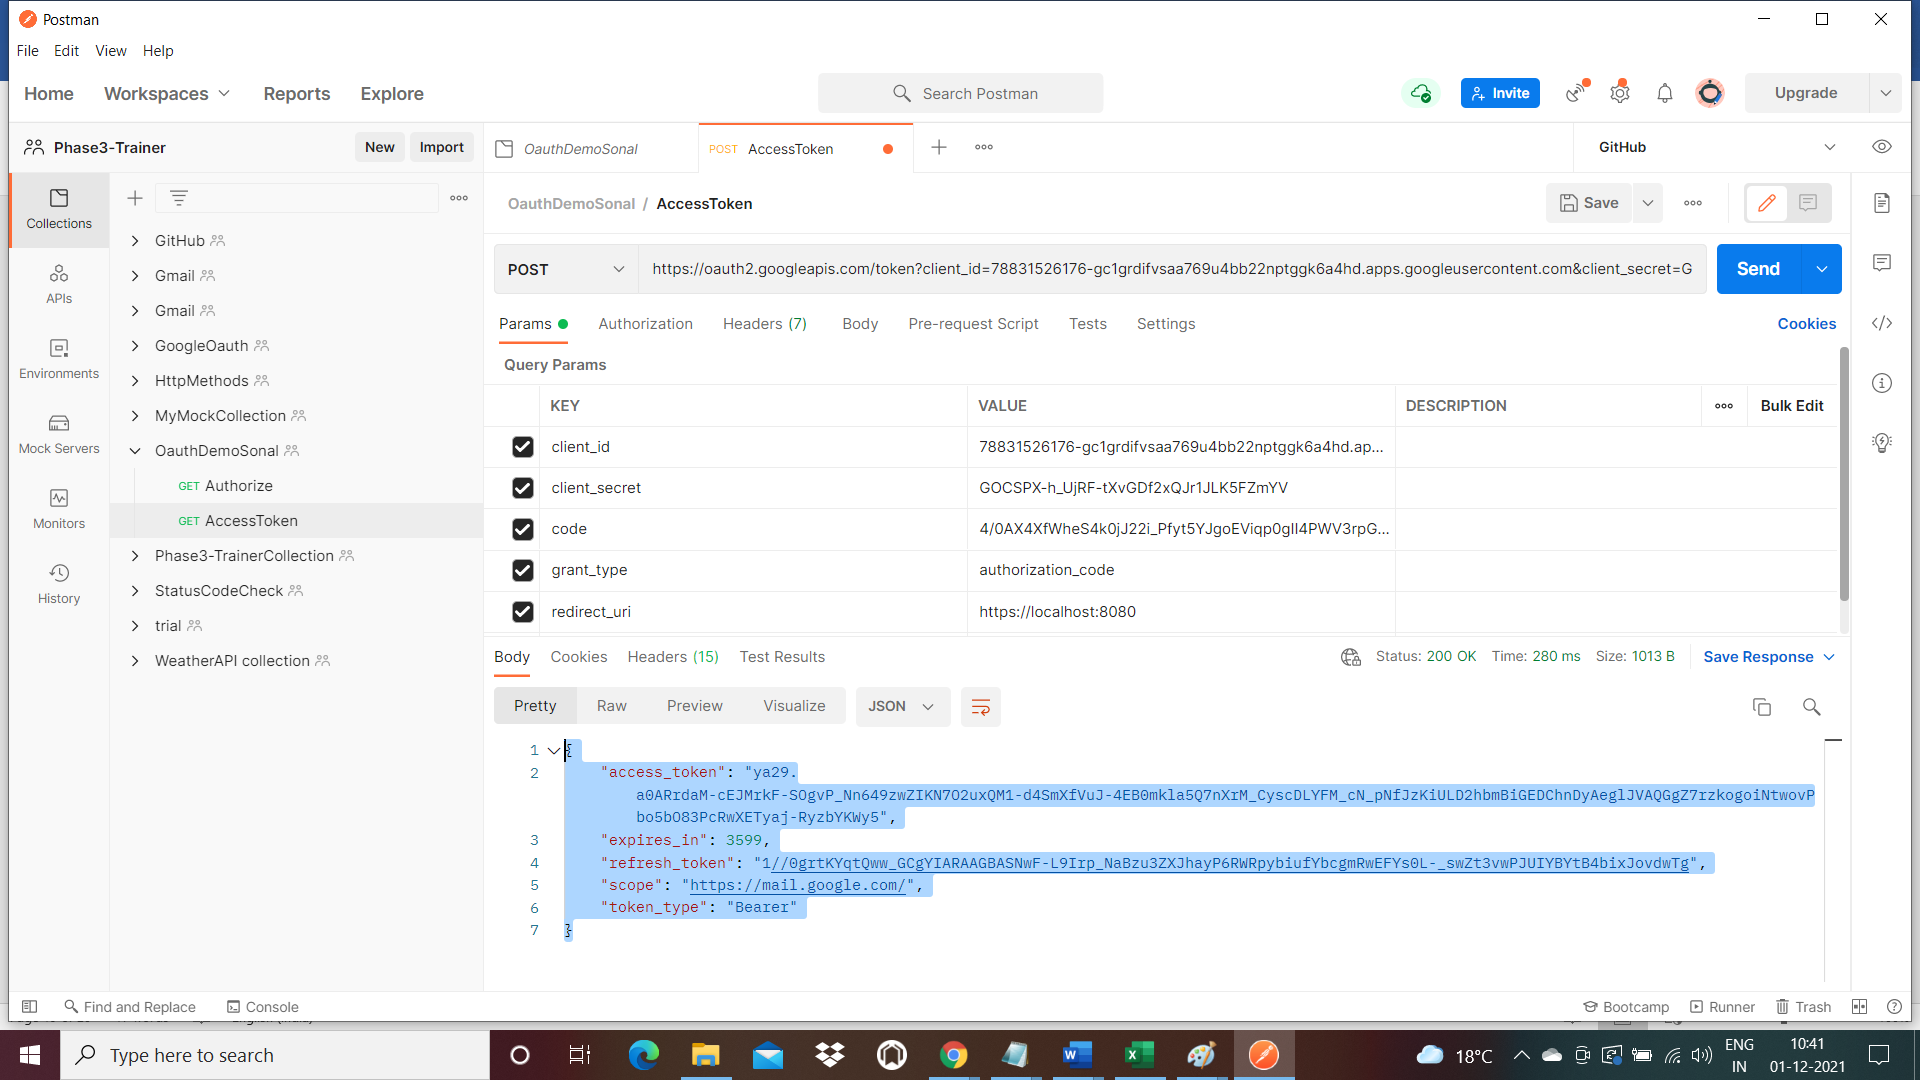 Postman
File Edit View Help
Home Workspaces Reports Explore Search Postman Invite Upgrade
Phase3-Trainer New Import OauthDemoSonal POST AccessToken GitHub
OauthDemoSonal / AccessToken Save
Collections
APIs
Environments
Mock Servers
Monitors
History
GitHub
Gmail
Gmail
GoogleOauth
HttpMethods
MyMockCollection
OauthDemoSonal
GET Authorize
GET AccessToken
Phase3-TrainerCollection
StatusCodeCheck
trial
WeatherAPI collection
POST https://oauth2.googleapis.com/token?client_id=78831526176-gc1grdifvsaa769u4bb22nptggk6a4hd.apps.googleusercontent.com&client_secret=G Send
Params Authorization Headers (7) Body Pre-request Script Tests Settings Cookies
Query Params
KEY VALUE DESCRIPTION Bulk Edit
client_id 78831526176-gc1grdifvsaa769u4bb22nptggk6a4hd.ap...
client_secret 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
code 4/0AX4XfWheS4k0jJ22i_Pfyt5YJgoEViqp0gII4PWV3rpG...
grant_type authorization_code
redirect_uri https://localhost:8080
Body Cookies Headers (15) Test Results Status: 200 OK Time: 280 ms Size: 1013 B Save Response
Pretty Raw Preview Visualize JSON
1 {
2 "access_token": "ya29.
a0ARrdaM-cEJMrkF-SOgvP_Nn649zwZIKN7O2uxQM1-d4SmXfVuJ-4EB0mkla5Q7nXrM_CyscDLYFM_cN_pNfJzKiULD2hbmBiGEDChnDyAeglJVAQGgZ7rzkogoiNtwovP
bo5bO83PcRwXETyaj-RyzbYKWy5",
3 "expires_in": 3599,
4 "refresh_token": "1//0grtKYqtQww_GCgYIARAAGBASNwF-L9Irp_NaBzu3ZXJhayP6RWRpybiufYbcgmRwEFYs0L-_swZt3vwPJUIYBYtB4bixJovdwTg",
5 "scope": "https://mail.google.com/",
6 "token_type": "Bearer"
7 }
Find and Replace Console Bootcamp Runner Trash
Type here to search 18°C ENG IN 10:41 01-12-2021